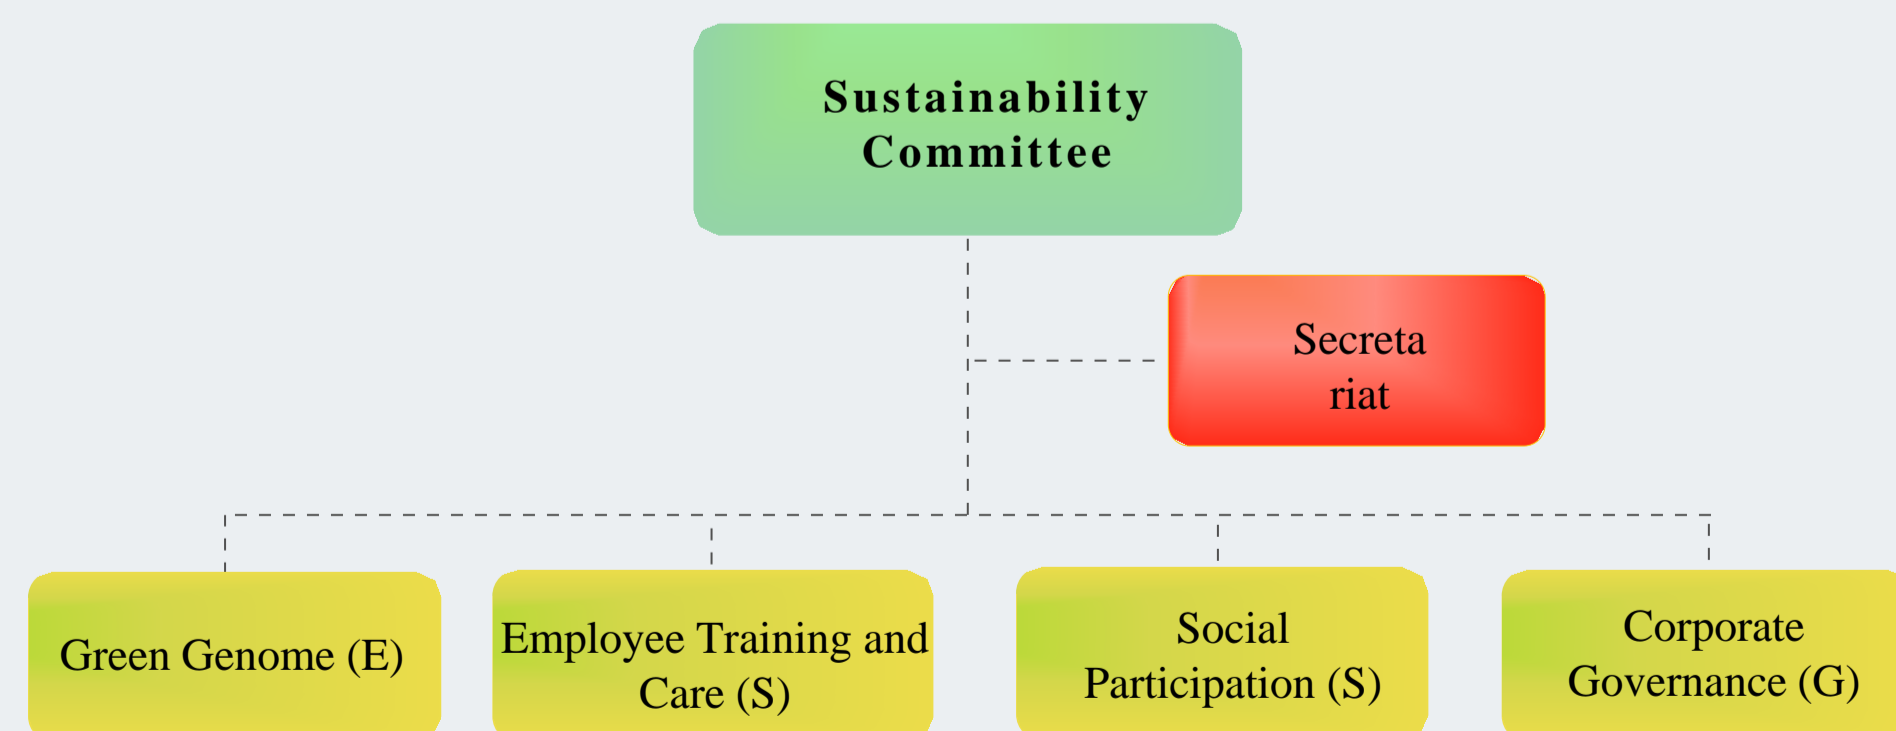 Sustainability
Committee
Secreta
riat
Green Genome (E)
Employee Training and
Care (S)
Social
Participation (S)
Corporate
Governance (G)